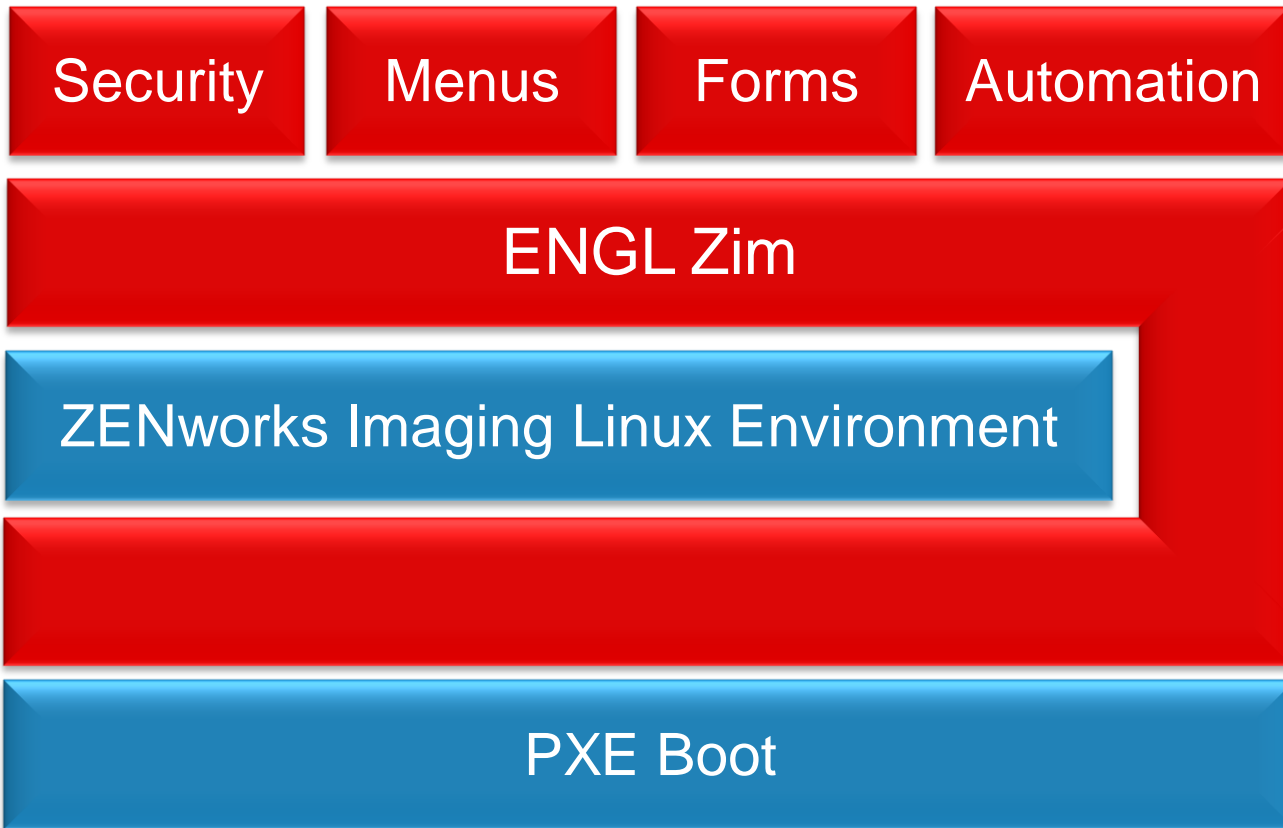 Security Menus Forms Automation
ENGL Zim
ZENworks Imaging Linux Environment
PXE Boot